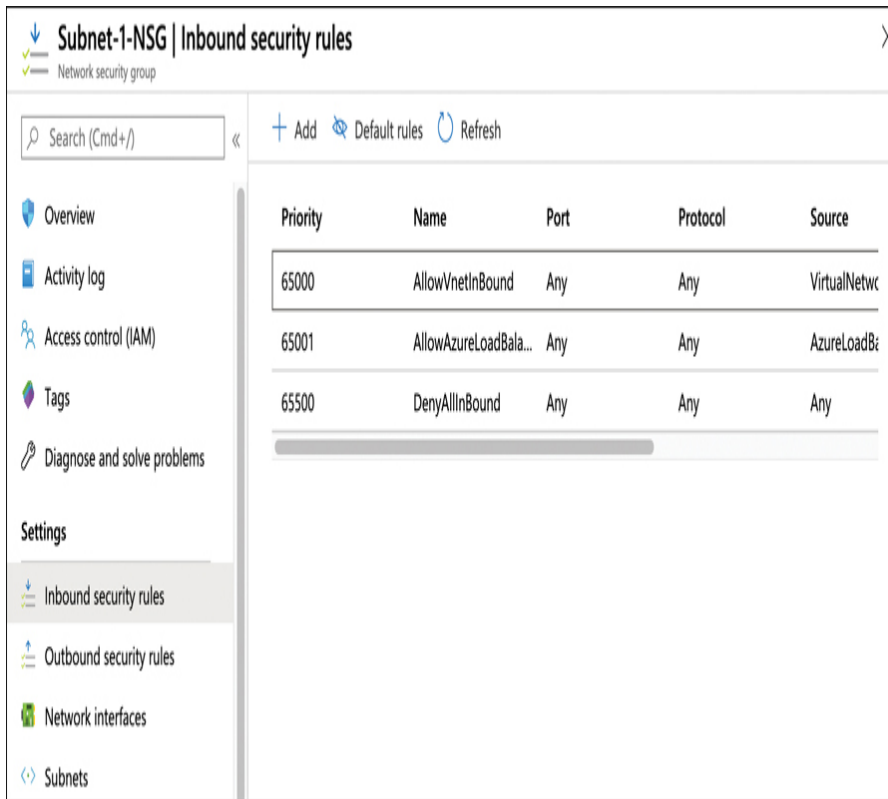 Subnet-1-NSG | Inbound security rules
Network security group
Search (Cmd+/)
«
Add
Default rules
Refresh
Overview
Activity log
Access control (IAM)
Tags
Diagnose and solve problems
Settings
Inbound security rules
Outbound security rules
Network interfaces
Subnets
Priority Name Port Protocol Source
65000 AllowVnetInBound Any Any VirtualNetwo
65001 AllowAzureLoadBala... Any Any AzureLoadBa
65500 DenyAllInBound Any Any Any